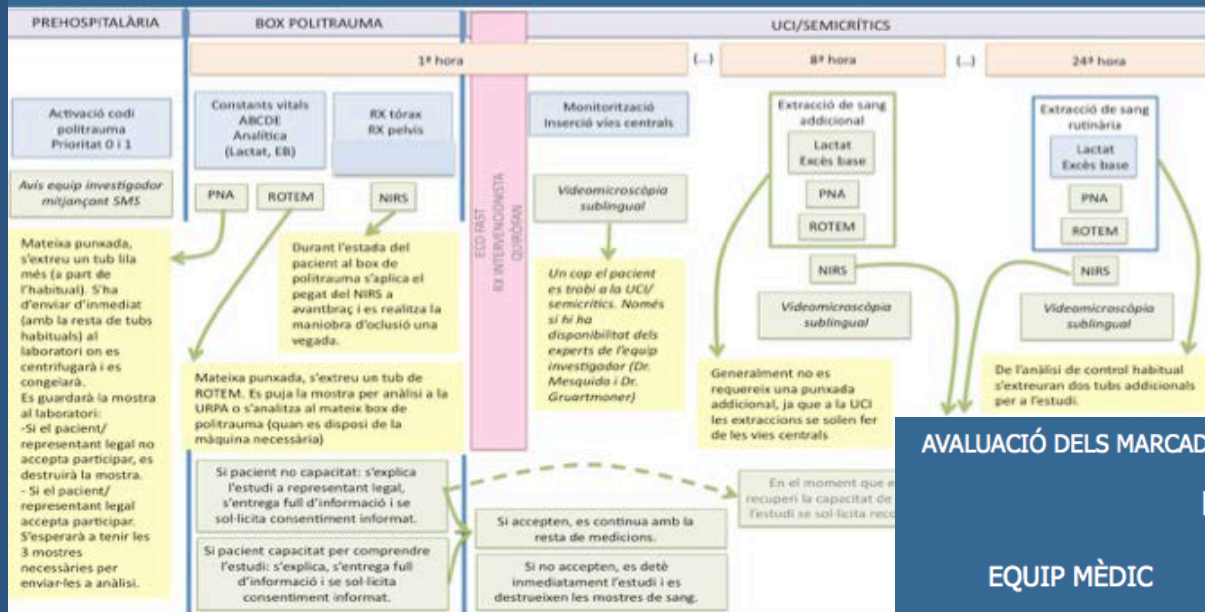 PREHOSPITALÀRIA
BOX POLITRAUMA
UCI/SEMICRÍTICS
1ª hora
(...)
8ª hora
(...)
24ª hora
Activació codi
politrauma
Prioritat 0 i 1
Avís equip investigador
mitjançant SMS
Mateixa punxada,
s'extreu un tub lila
més (a part de
l'habitual). S'ha
d'enviar d'inmediat
(amb la resta de tubs
habituals) al
laboratori on es
centrifugarà i es
congelarà.
Es guardarà la mostra
al laboratori:
-Si el pacient/
representant legal no
accepta participar, es
destruirà la mostra.
- Si el pacient/
representant legal
accepta participar.
S'esperarà a tenir les
3 mostres
necessàries per
enviar-les a anàlisi.
Constants vitals
ABCDE
Analítica
(Lactat, EB)
RX tórax
RX pelvis
PNA
ROTEM
NIRS
Durant l'estada del
pacient al box de
politrauma s'aplica el
pegat del NIRS a
avantbraç i es realitza la
maniobra d'oclusió una
vegada.
Mateixa punxada, s'extreu un tub de
ROTEM. Es puja la mostra per anàlisi a la
URPA o s'analitza al mateix box de
politrauma (quan es disposi de la
màquina necessària)
Si pacient no capacitat: s'explica
l'estudi a representant legal,
s'entrega full d'informació i se
sol·licita consentiment informat.
Si pacient capacitat per comprendre
l'estudi: s'explica, s'entrega full
d'informació i se sol·licita
consentiment informat.
ECO FAST
RX INTERVENCIONISTA
QUIROFAN
Monitorització
Inserció vies centrals
Videomicroscòpia
sublingual
Un cop el pacient
es trobi a la UCI/
semicrítics. Només
si hi ha
disponibilitat dels
experts de l'equip
investigador (Dr.
Mesquida i Dr.
Gruartmoner)
Si accepten, es continua amb la
resta de medicions.
Si no accepten, es detè
inmediatament l'estudi i es
destrueixen les mostres de sang.
Extracció de sang
addicional
Lactat
Excès base
PNA
ROTEM
NIRS
Videomicroscòpia
sublingual
Generalment no es
requereix una punxada
addicional, ja que a la UCI
les extraccions se solen fer
de les vies centrals
En el moment que e
recuperi la capacitat de
l'estudi se sol·licita reco
Extracció de sang
rutinària
Lactat
Excès base
PNA
ROTEM
NIRS
Videomicroscòpia
sublingual
De l'anàlisi de control habitual
s'extreuran dos tubs addicionals
per a l'estudi.
AVALUACIÓ DELS MARCAD
EQUIP MÈDIC